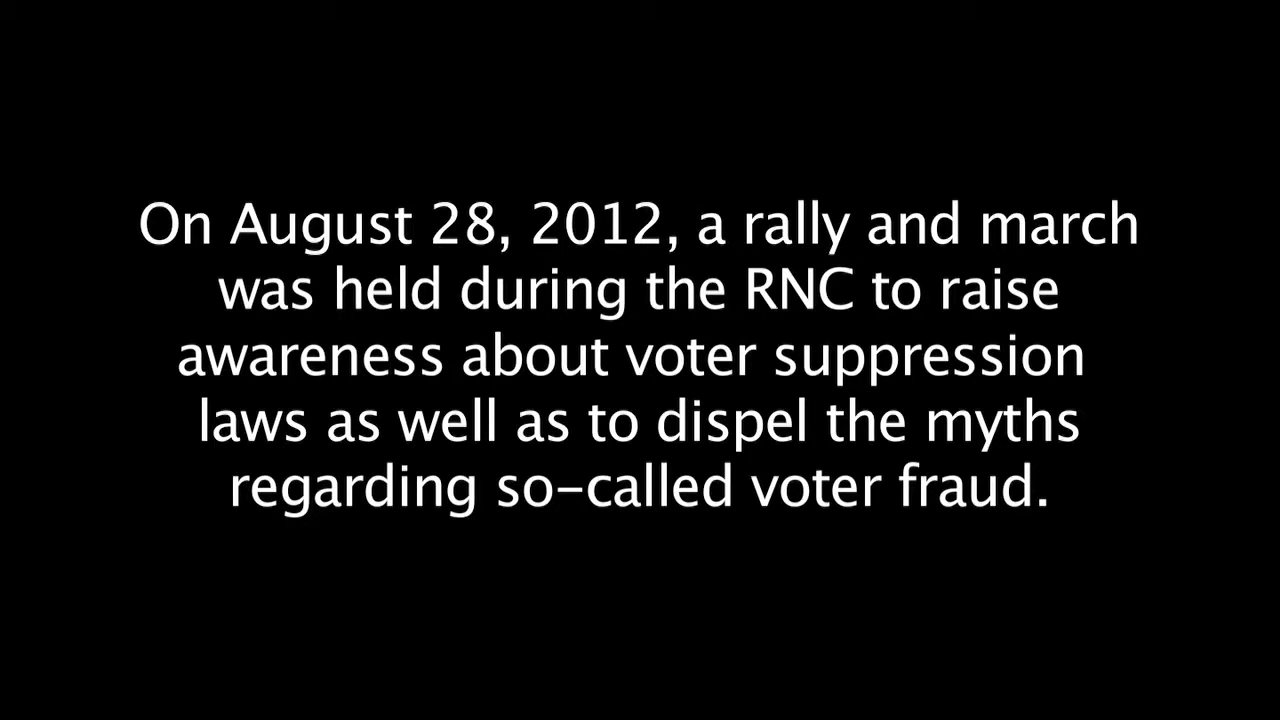 On August 28, 2012, a rally and march
was held during the RNC to raise
awareness about voter suppression
laws as well as to dispel the myths
regarding so-called voter fraud.